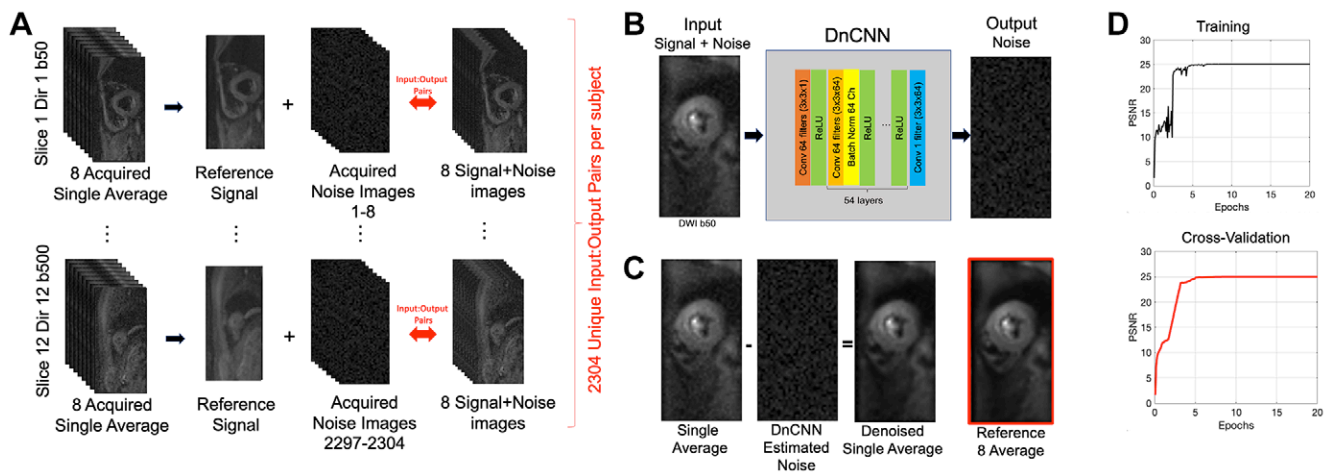 A
Slice 1 Dir 1 b50
8 Acquired
Single Average
Reference
Signal
+
Acquired
Noise Images
1-8
Input:Output
Pairs
8 Signal+Noise
images
...
...
...
Slice 12 Dir 12 b500
8 Acquired
Single Average
Reference
Signal
+
Acquired
Noise Images
2297-2304
Input:Output
Pairs
8 Signal+Noise
images
2304 Unique Input:Output Pairs per subject
B
Input
Signal + Noise
DWI b50
DnCNN
Conv 64 filters (3x3x1)
ReLU
Conv 64 filters (3x3x64)
Batch Norm 64 Ch
ReLU
...
ReLU
Conv 1 filter (3x3x64)
54 layers
Output
Noise
C
Single
Average
-
DnCNN
Estimated
Noise
=
Denoised
Single Average
Reference
8 Average
D
Training
PSNR
30
25
20
15
10
5
0
0 5 10 15 20
Epochs
Cross-Validation
PSNR
30
25
20
15
10
5
0
0 5 10 15 20
Epochs